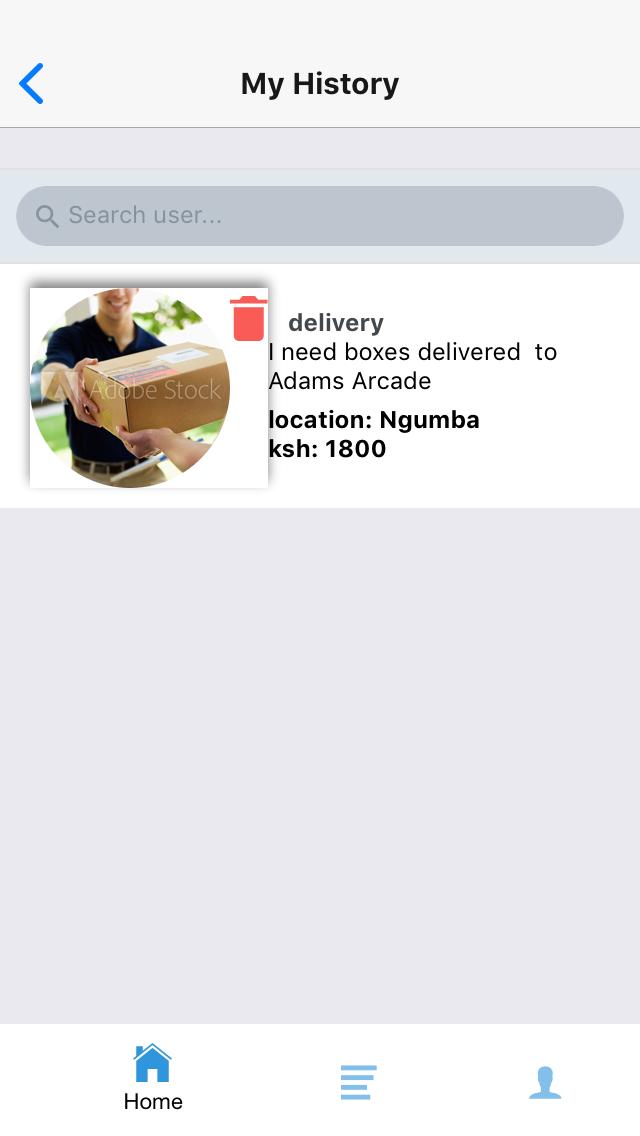 My History
Search user...
delivery
I need boxes delivered  to
Adams Arcade
location: Ngumba
ksh: 1800
Adobe Stock
Home